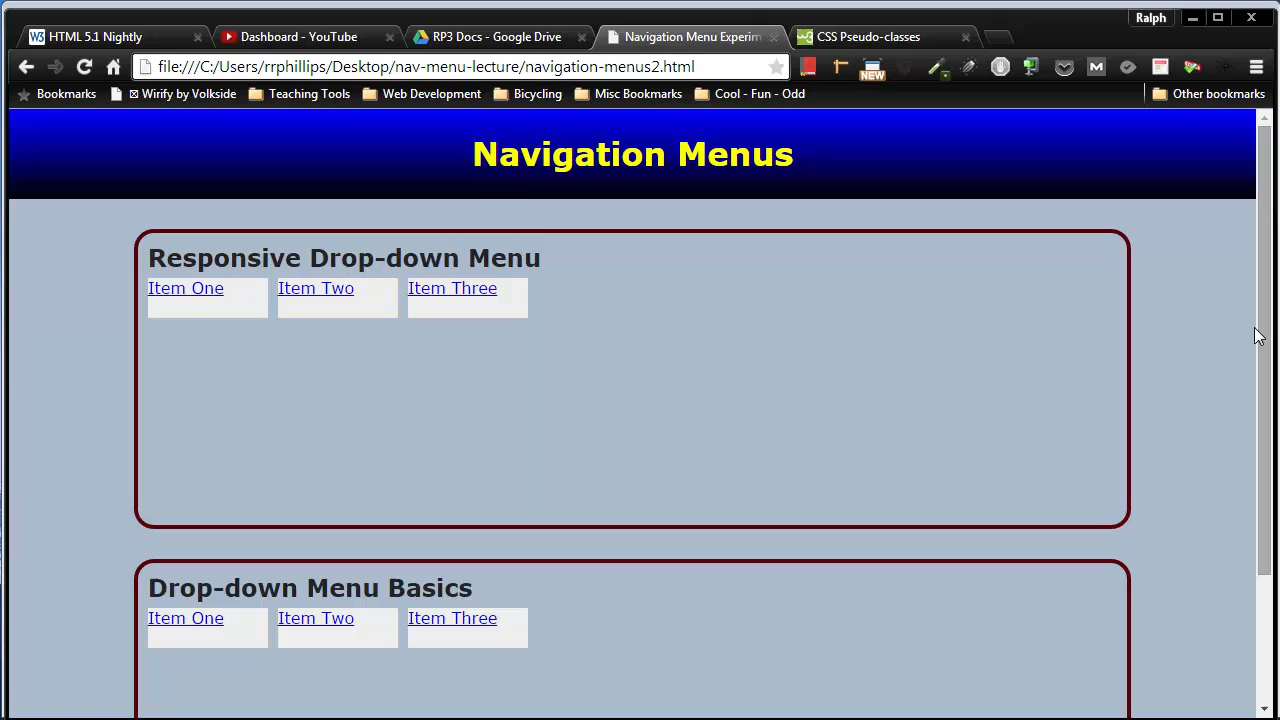 Ralph
HTML 5.1 Nightly
Dashboard - YouTube
RP3 Docs - Google Drive
Navigation Menu Experim
CSS Pseudo-classes
file:///C:/Users/rrphillips/Desktop/nav-menu-lecture/navigation-menus2.html
NEW
Bookmarks
Wirify by Volkside
Teaching Tools
Web Development
Bicycling
Misc Bookmarks
Cool - Fun - Odd
Other bookmarks
Navigation Menus
Responsive Drop-down Menu
Item One Item Two Item Three
Drop-down Menu Basics
Item One Item Two Item Three